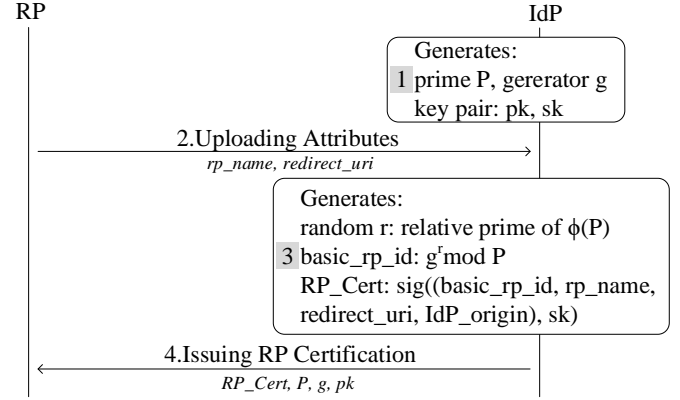 RP IdP
Generates:
1 prime P, gererator g
key pair: pk, sk
2.Uploading Attributes
rp_name, redirect_uri
Generates:
random r: relative prime of ϕ(P)
3 basic_rp_id: gʳmod P
RP_Cert: sig((basic_rp_id, rp_name,
redirect_uri, IdP_origin), sk)
4.Issuing RP Certification
RP_Cert, P, g, pk